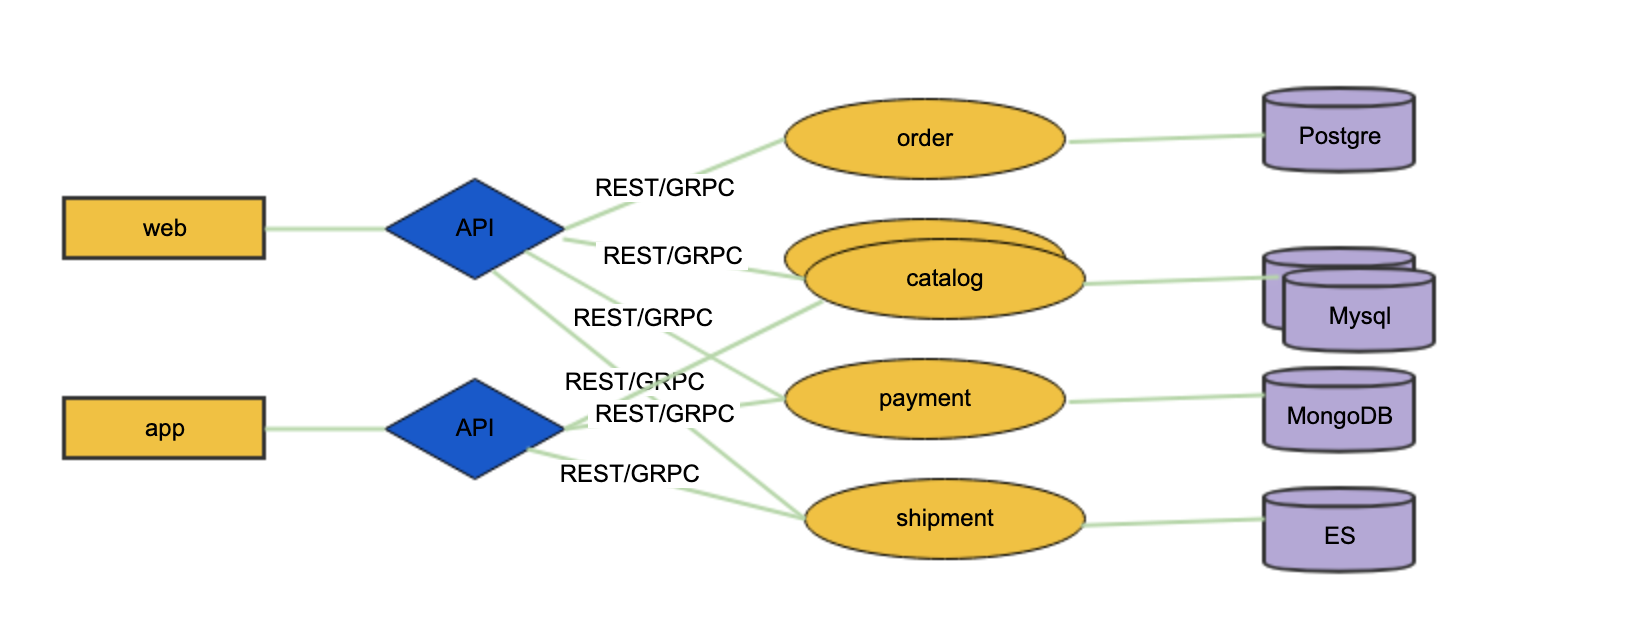 order
Postgre
REST/GRPC
web
API
REST/GRPC
catalog
Mysql
REST/GRPC
REST/GRPC
payment
MongoDB
REST/GRPC
app
API
REST/GRPC
shipment
ES